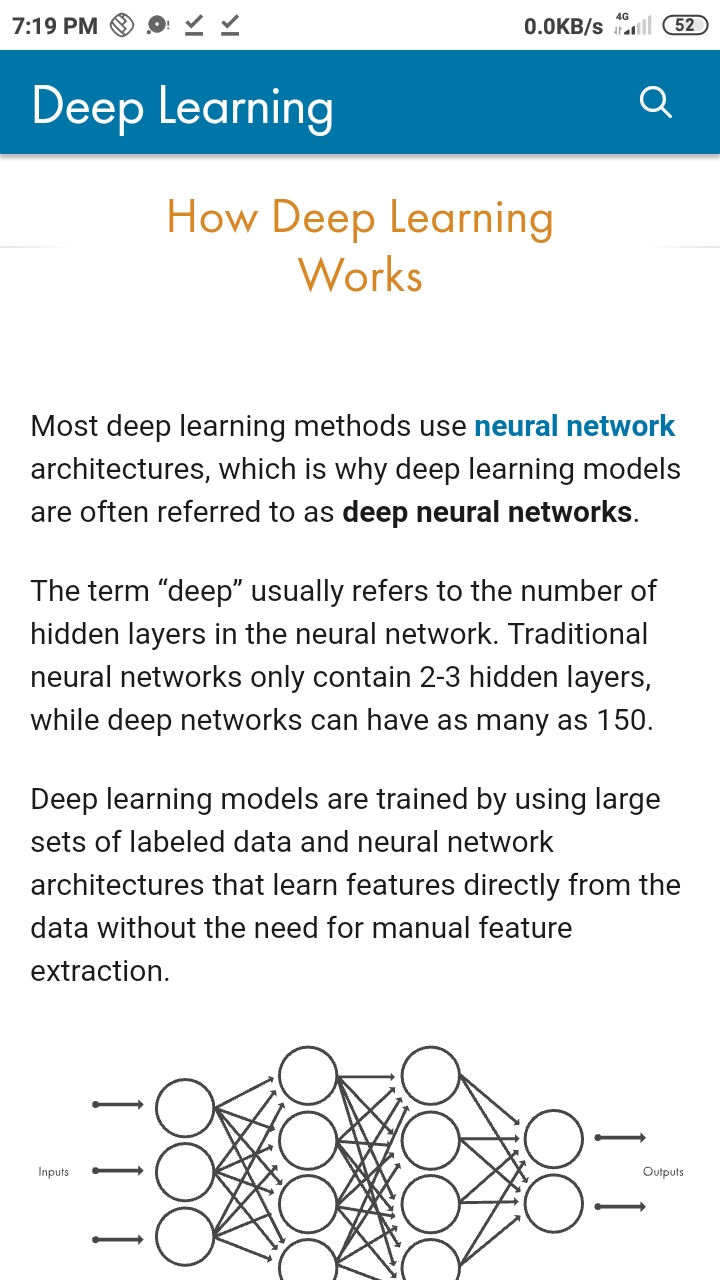 7:19 PM
0.0KB/s 4G 52
Deep Learning
How Deep Learning
Works
Most deep learning methods use neural network
architectures, which is why deep learning models
are often referred to as deep neural networks.
The term “deep” usually refers to the number of
hidden layers in the neural network. Traditional
neural networks only contain 2-3 hidden layers,
while deep networks can have as many as 150.
Deep learning models are trained by using large
sets of labeled data and neural network
architectures that learn features directly from the
data without the need for manual feature
extraction.
Inputs
Outputs